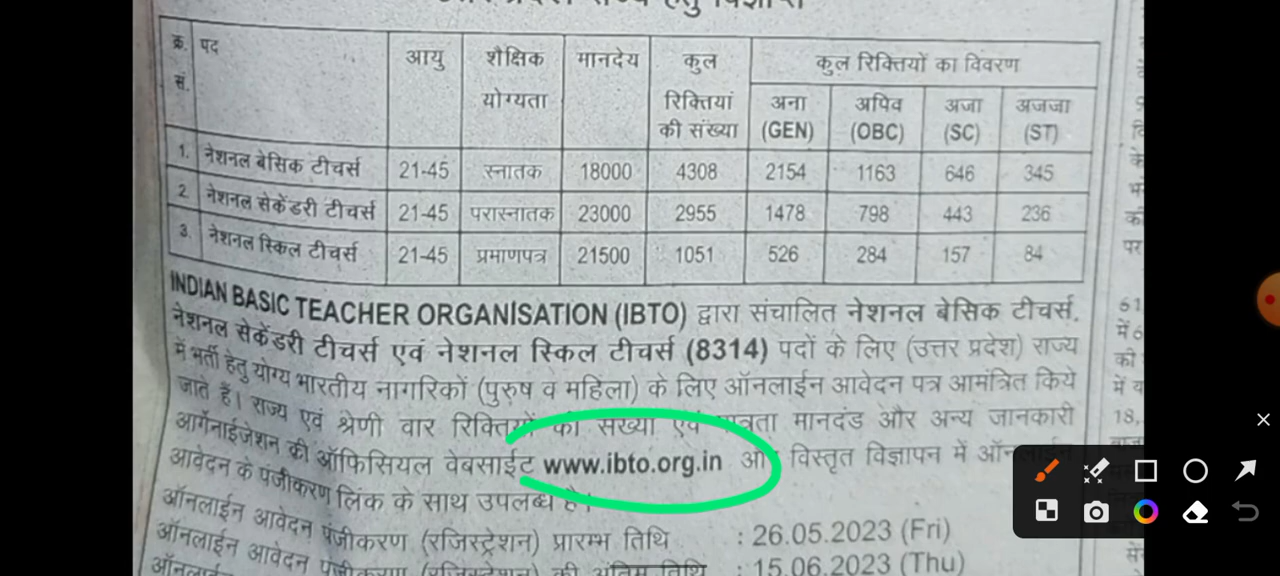 क्र. सं. पद आयु शैक्षिक योग्यता मानदेय कुल रिक्तियां की संख्या कुल रिक्तियों का विवरण
अना (GEN) अपिव (OBC) अजा (SC) अजजा (ST)
1. नेशनल बेसिक टीचर्स 21-45 स्नातक 18000 4308 2154 1163 646 345
2. नेशनल सेकेंडरी टीचर्स 21-45 परास्नातक 23000 2955 1478 798 443 236
3. नेशनल स्किल टीचर्स 21-45 प्रमाणपत्र 21500 1051 526 284 157 84
INDIAN BASIC TEACHER ORGANISATION (IBTO) द्वारा संचालित नेशनल बेसिक टीचर्स,
नेशनल सेकेंडरी टीचर्स एवं नेशनल स्किल टीचर्स (8314) पदों के लिए (उत्तर प्रदेश) राज्य
में भर्ती हेतु योग्य भारतीय नागरिकों (पुरुष व महिला) के लिए ऑनलाईन आवेदन पत्र आमंत्रित किये
जाते हैं। राज्य एवं श्रेणी वार रिक्तियों की संख्या एवं पात्रता मानदंड और अन्य जानकारी
आर्गेनाईजेशन की ऑफिसियल वेबसाईट www.ibto.org.in और विस्तृत विज्ञापन में
आवेदन के पंजीकरण लिंक के साथ उपलब्ध है।
ऑनलाईन आवेदन पंजीकरण (रजिस्ट्रेशन) प्रारम्भ तिथि : 26.05.2023 (Fri)
ऑनलाईन आवेदन पंजीकरण (रजिस्ट्रेशन) की अंतिम तिथि : 15.06.2023 (Thu)